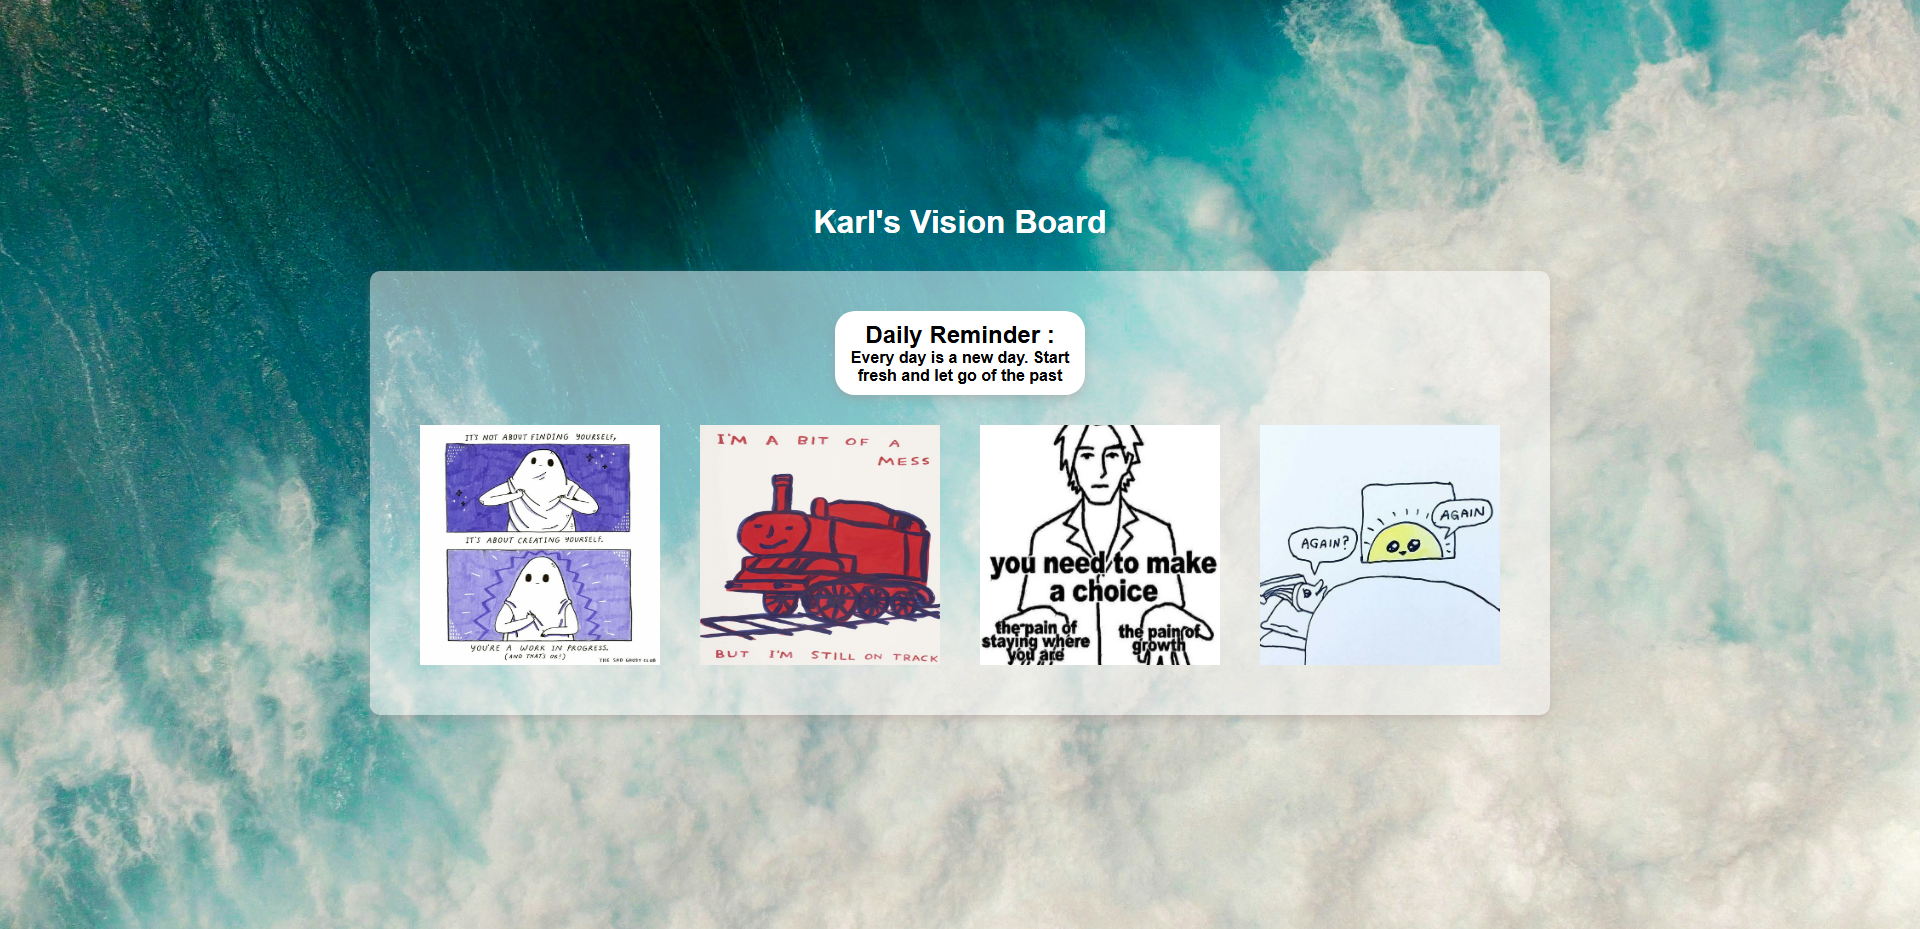 Karl's Vision Board
Daily Reminder :
Every day is a new day. Start
fresh and let go of the past
IT'S NOT ABOUT FINDING YOURSELF,
IT'S ABOUT CREATING YOURSELF.
YOU'RE A WORK IN PROGRESS.
(AND THAT'S OK!)
THE SAD GHOST CLUB
I'M A BIT OF A
MESS
BUT I'M STILL ON TRACK
you need to make
a choice
the pain of
staying where
you are
the pain of
growth
AGAIN?
AGAIN